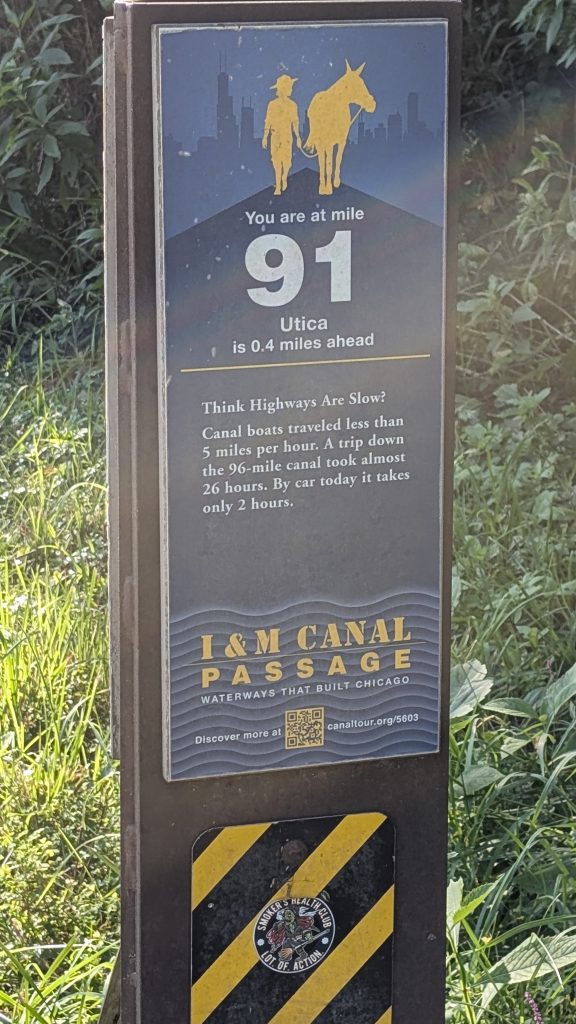 You are at mile
91
Utica
is 0.4 miles ahead
Think Highways Are Slow?
Canal boats traveled less than
5 miles per hour. A trip down
the 96-mile canal took almost
26 hours. By car today it takes
only 2 hours.
I & M CANAL
PASSAGE
WATERWAYS THAT BUILT CHICAGO
Discover more at canaltour.org/5603
SMOKER'S HEALTH CLUB
LOT OF ACTION